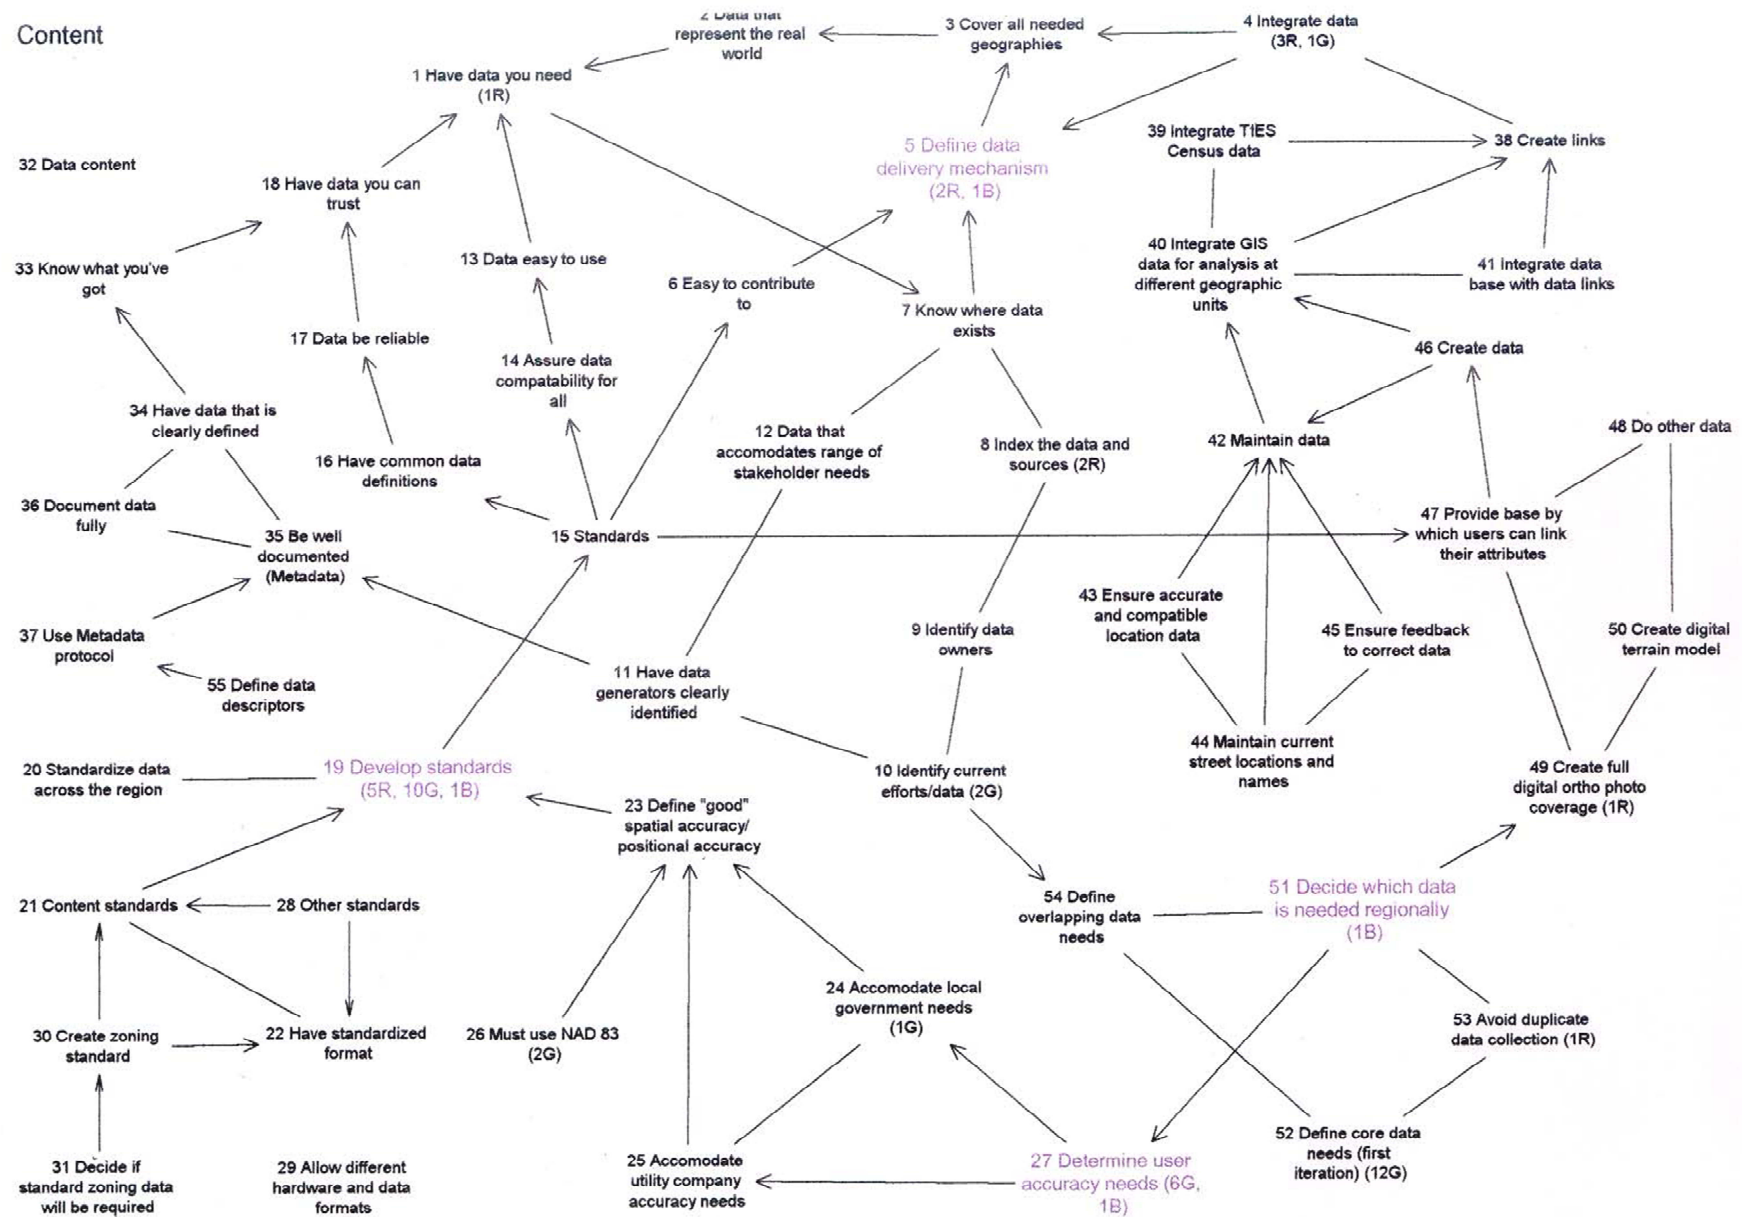 Content
2 Data that
represent the real
world
3 Cover all needed
geographies
4 Integrate data
(3R, 1G)
1 Have data you need
(1R)
5 Define data
delivery mechanism
(2R, 1B)
39 Integrate TIES
Census data
38 Create links
32 Data content
18 Have data you can
trust
33 Know what you've
got
13 Data easy to use
6 Easy to contribute
to
7 Know where data
exists
40 Integrate GIS
data for analysis at
different geographic
units
41 Integrate data
base with data links
17 Data be reliable
14 Assure data
compatability for
all
46 Create data
34 Have data that is
clearly defined
16 Have common data
definitions
12 Data that
accomodates range of
stakeholder needs
8 Index the data and
sources (2R)
42 Maintain data
48 Do other data
36 Document data
fully
35 Be well
documented
(Metadata)
15 Standards
47 Provide base by
which users can link
their attributes
37 Use Metadata
protocol
55 Define data
descriptors
11 Have data
generators clearly
identified
9 Identify data
owners
43 Ensure accurate
and compatible
location data
45 Ensure feedback
to correct data
50 Create digital
terrain model
20 Standardize data
across the region
19 Develop standards
(5R, 10G, 1B)
23 Define "good"
spatial accuracy/
positional accuracy
10 Identify current
efforts/data (2G)
44 Maintain current
street locations and
names
49 Create full
digital ortho photo
coverage (1R)
21 Content standards
28 Other standards
54 Define
overlapping data
needs
51 Decide which data
is needed regionally
(1B)
30 Create zoning
standard
22 Have standardized
format
26 Must use NAD 83
(2G)
24 Accomodate local
government needs
(1G)
53 Avoid duplicate
data collection (1R)
31 Decide if
standard zoning data
will be required
29 Allow different
hardware and data
formats
25 Accomodate
utility company
accuracy needs
27 Determine user
accuracy needs (6G,
1B)
52 Define core data
needs (first
iteration) (12G)